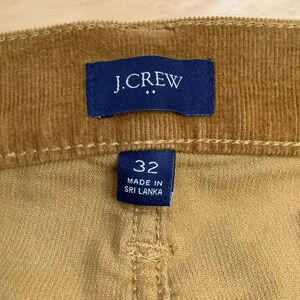 J.CREW
32
MADE IN
SRI LANKA